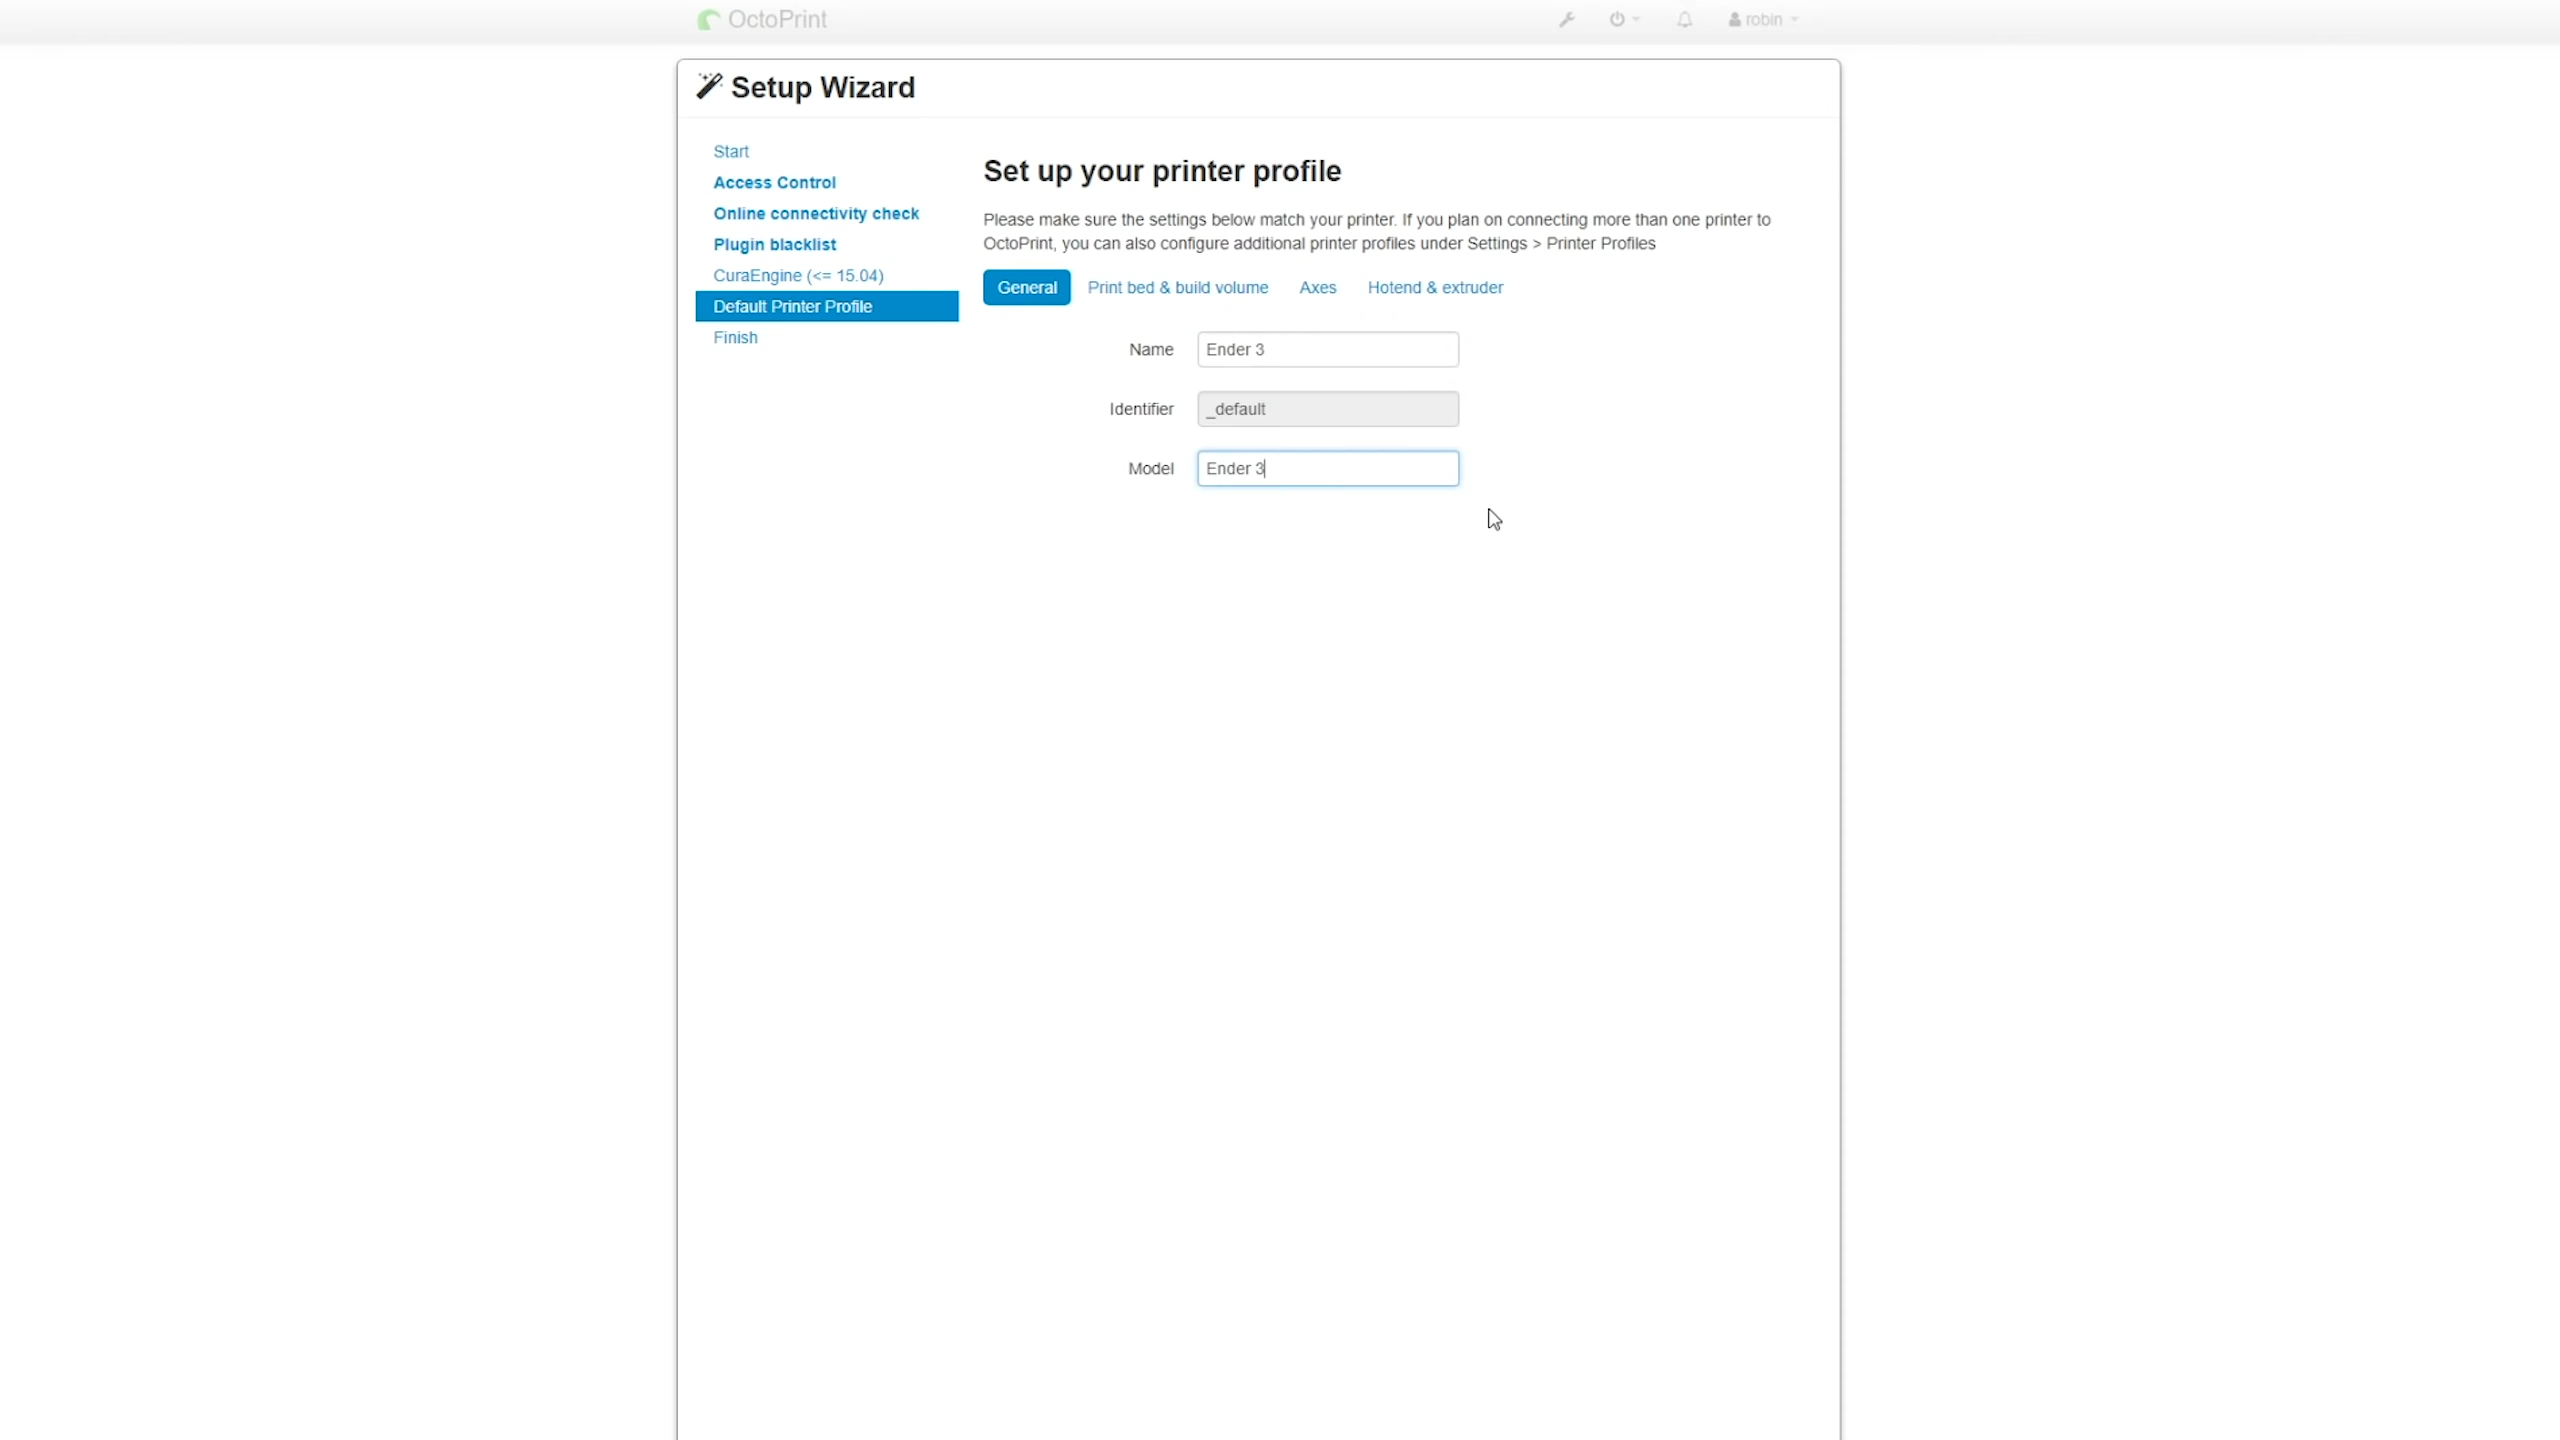 OctoPrint
robin
Setup Wizard
Start
Access Control
Online connectivity check
Plugin blacklist
CuraEngine (<= 15.04)
Default Printer Profile
Finish
Set up your printer profile
Please make sure the settings below match your printer. If you plan on connecting more than one printer to
OctoPrint, you can also configure additional printer profiles under Settings > Printer Profiles
General Print bed & build volume Axes Hotend & extruder
Name Ender 3
Identifier _default
Model Ender 3